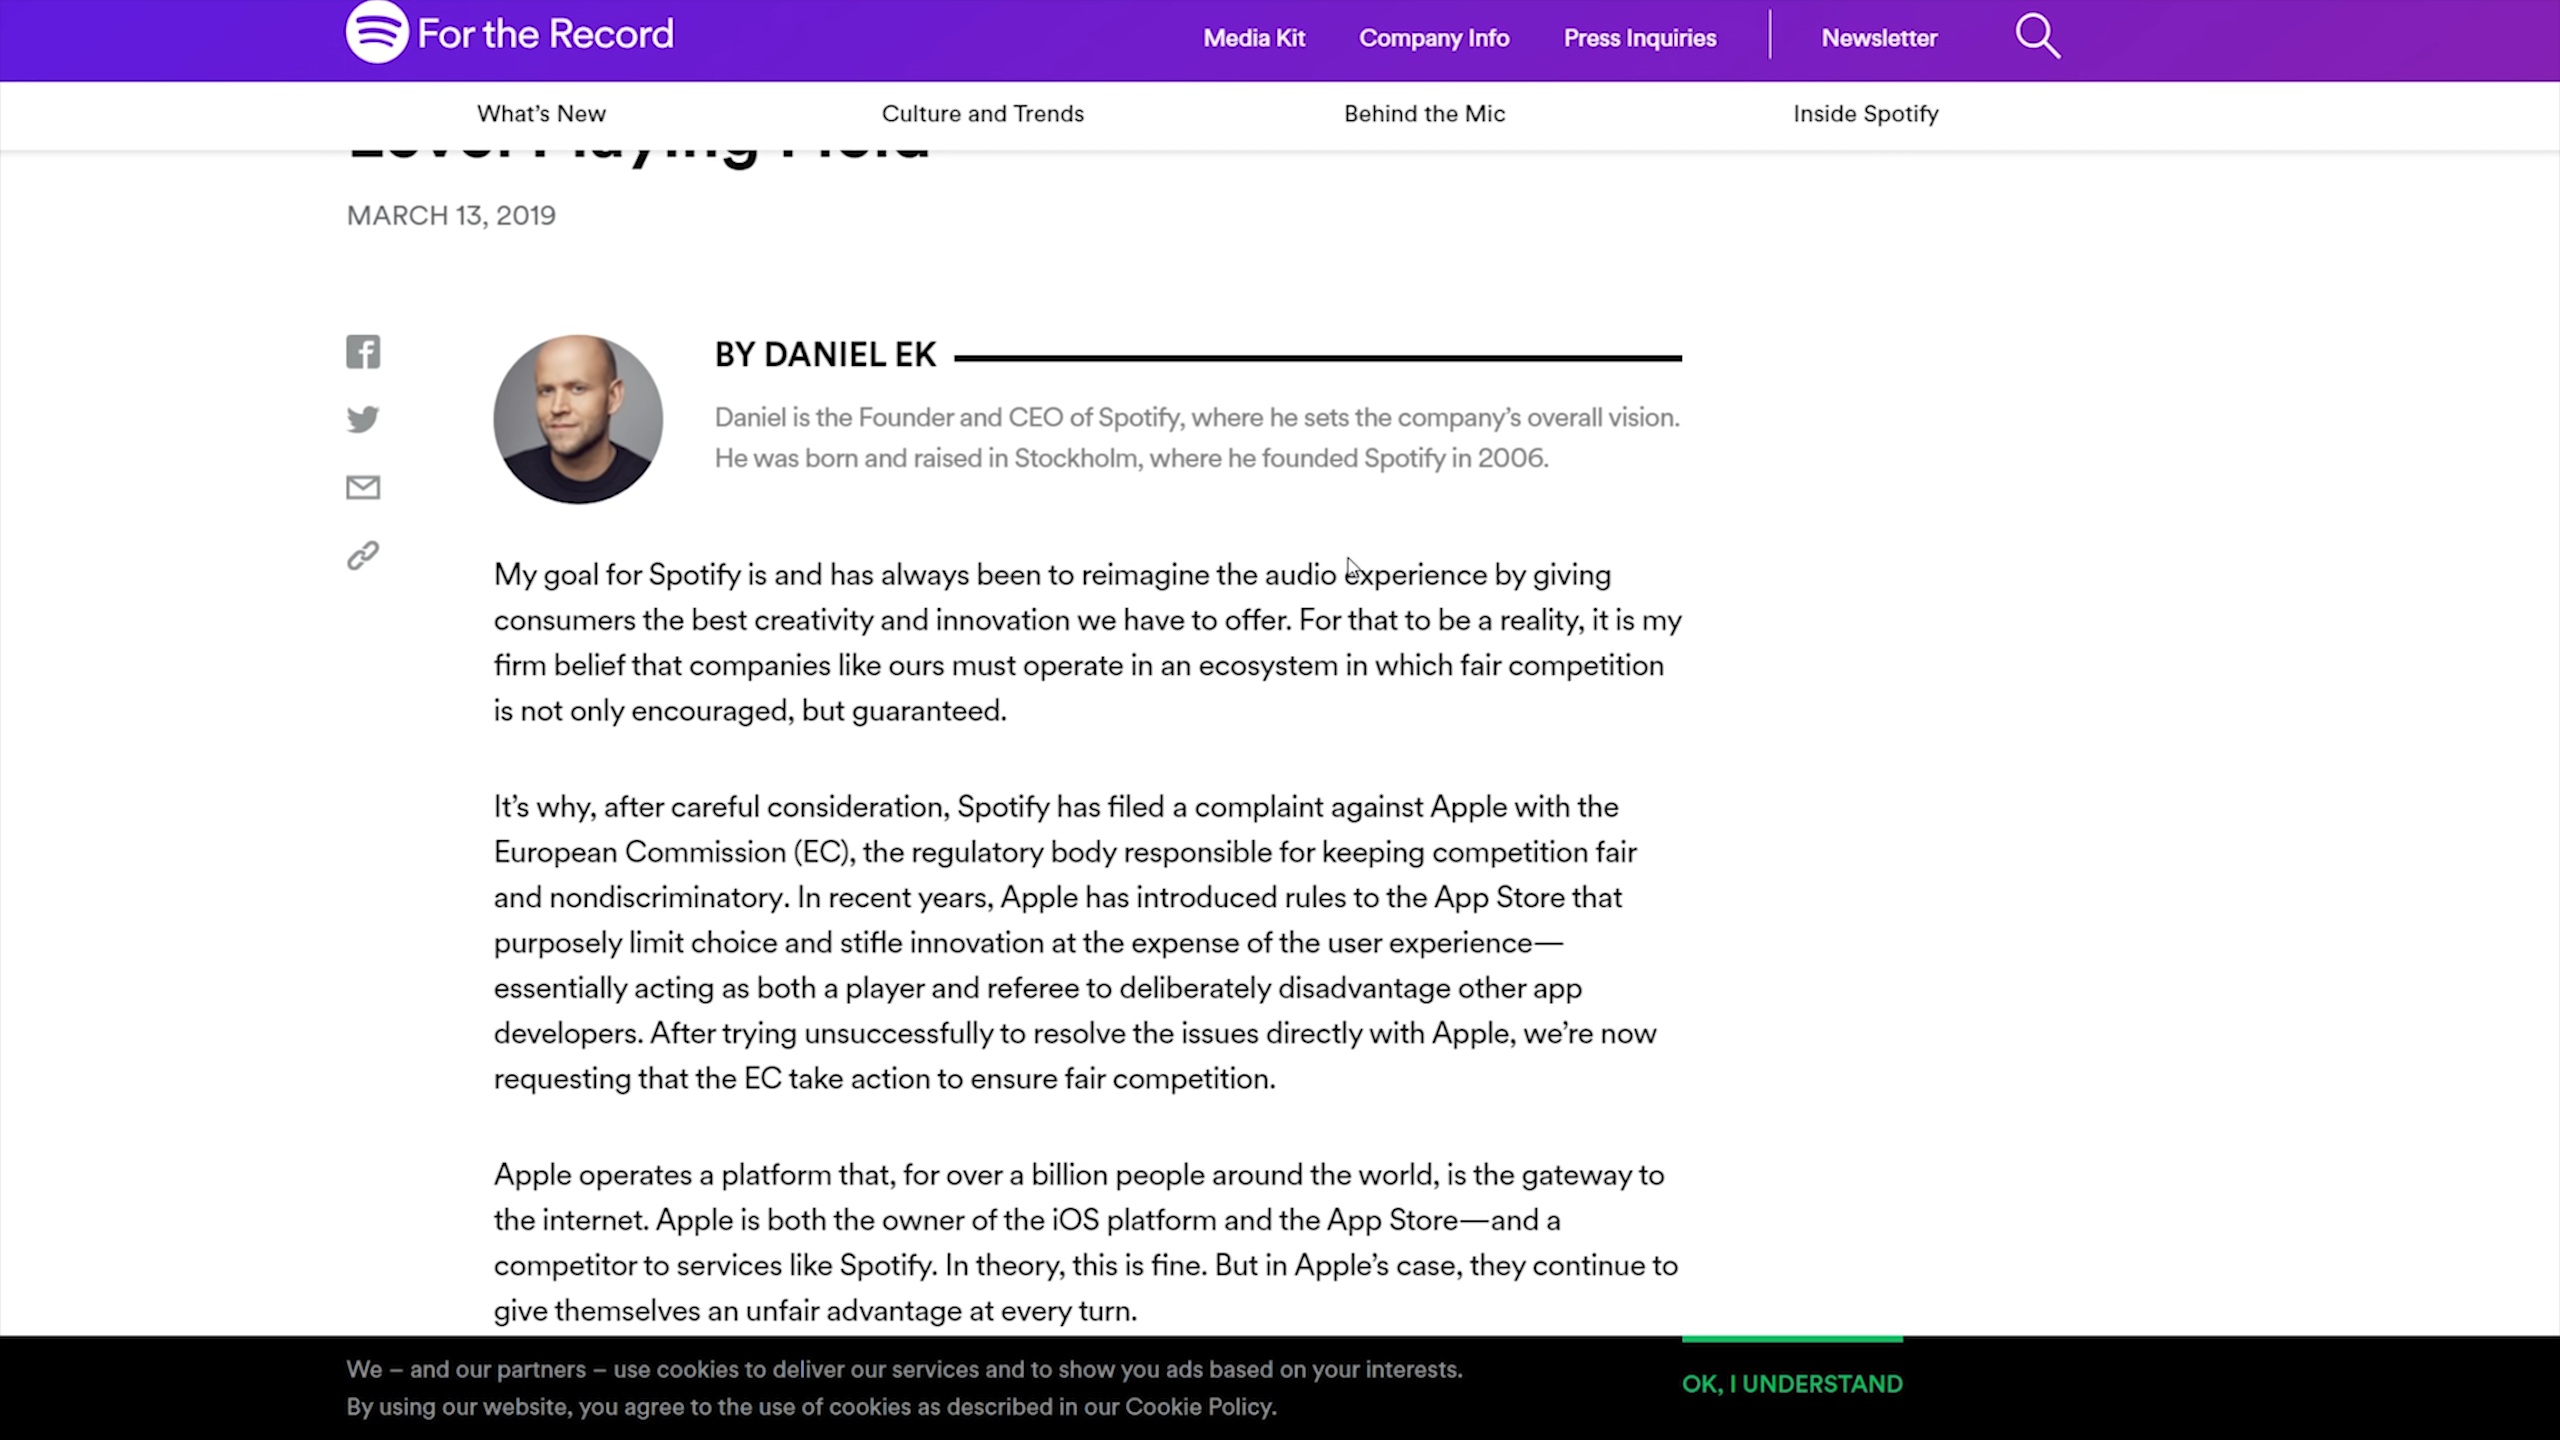 For the Record
Media Kit
Company Info
Press Inquiries
Newsletter
What’s New
Culture and Trends
Behind the Mic
Inside Spotify
Level Playing Field
MARCH 13, 2019
BY DANIEL EK
Daniel is the Founder and CEO of Spotify, where he sets the company’s overall vision.
He was born and raised in Stockholm, where he founded Spotify in 2006.
My goal for Spotify is and has always been to reimagine the audio experience by giving
consumers the best creativity and innovation we have to offer. For that to be a reality, it is my
firm belief that companies like ours must operate in an ecosystem in which fair competition
is not only encouraged, but guaranteed.
It’s why, after careful consideration, Spotify has filed a complaint against Apple with the
European Commission (EC), the regulatory body responsible for keeping competition fair
and nondiscriminatory. In recent years, Apple has introduced rules to the App Store that
purposely limit choice and stifle innovation at the expense of the user experience—
essentially acting as both a player and referee to deliberately disadvantage other app
developers. After trying unsuccessfully to resolve the issues directly with Apple, we’re now
requesting that the EC take action to ensure fair competition.
Apple operates a platform that, for over a billion people around the world, is the gateway to
the internet. Apple is both the owner of the iOS platform and the App Store—and a
competitor to services like Spotify. In theory, this is fine. But in Apple’s case, they continue to
give themselves an unfair advantage at every turn.
We – and our partners – use cookies to deliver our services and to show you ads based on your interests.
By using our website, you agree to the use of cookies as described in our Cookie Policy.
OK, I UNDERSTAND